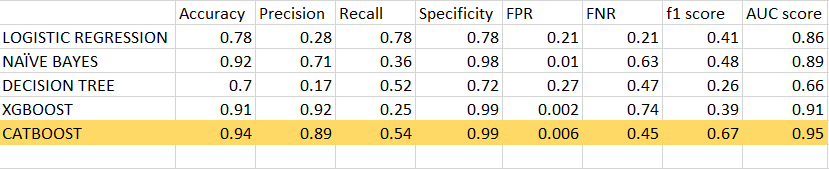 Accuracy Precision Recall Specificity FPR FNR f1 score AUC score
LOGISTIC REGRESSION 0.78 0.28 0.78 0.78 0.21 0.21 0.41 0.86
NAÏVE BAYES 0.92 0.71 0.36 0.98 0.01 0.63 0.48 0.89
DECISION TREE 0.7 0.17 0.52 0.72 0.27 0.47 0.26 0.66
XGBOOST 0.91 0.92 0.25 0.99 0.002 0.74 0.39 0.91
CATBOOST 0.94 0.89 0.54 0.99 0.006 0.45 0.67 0.95